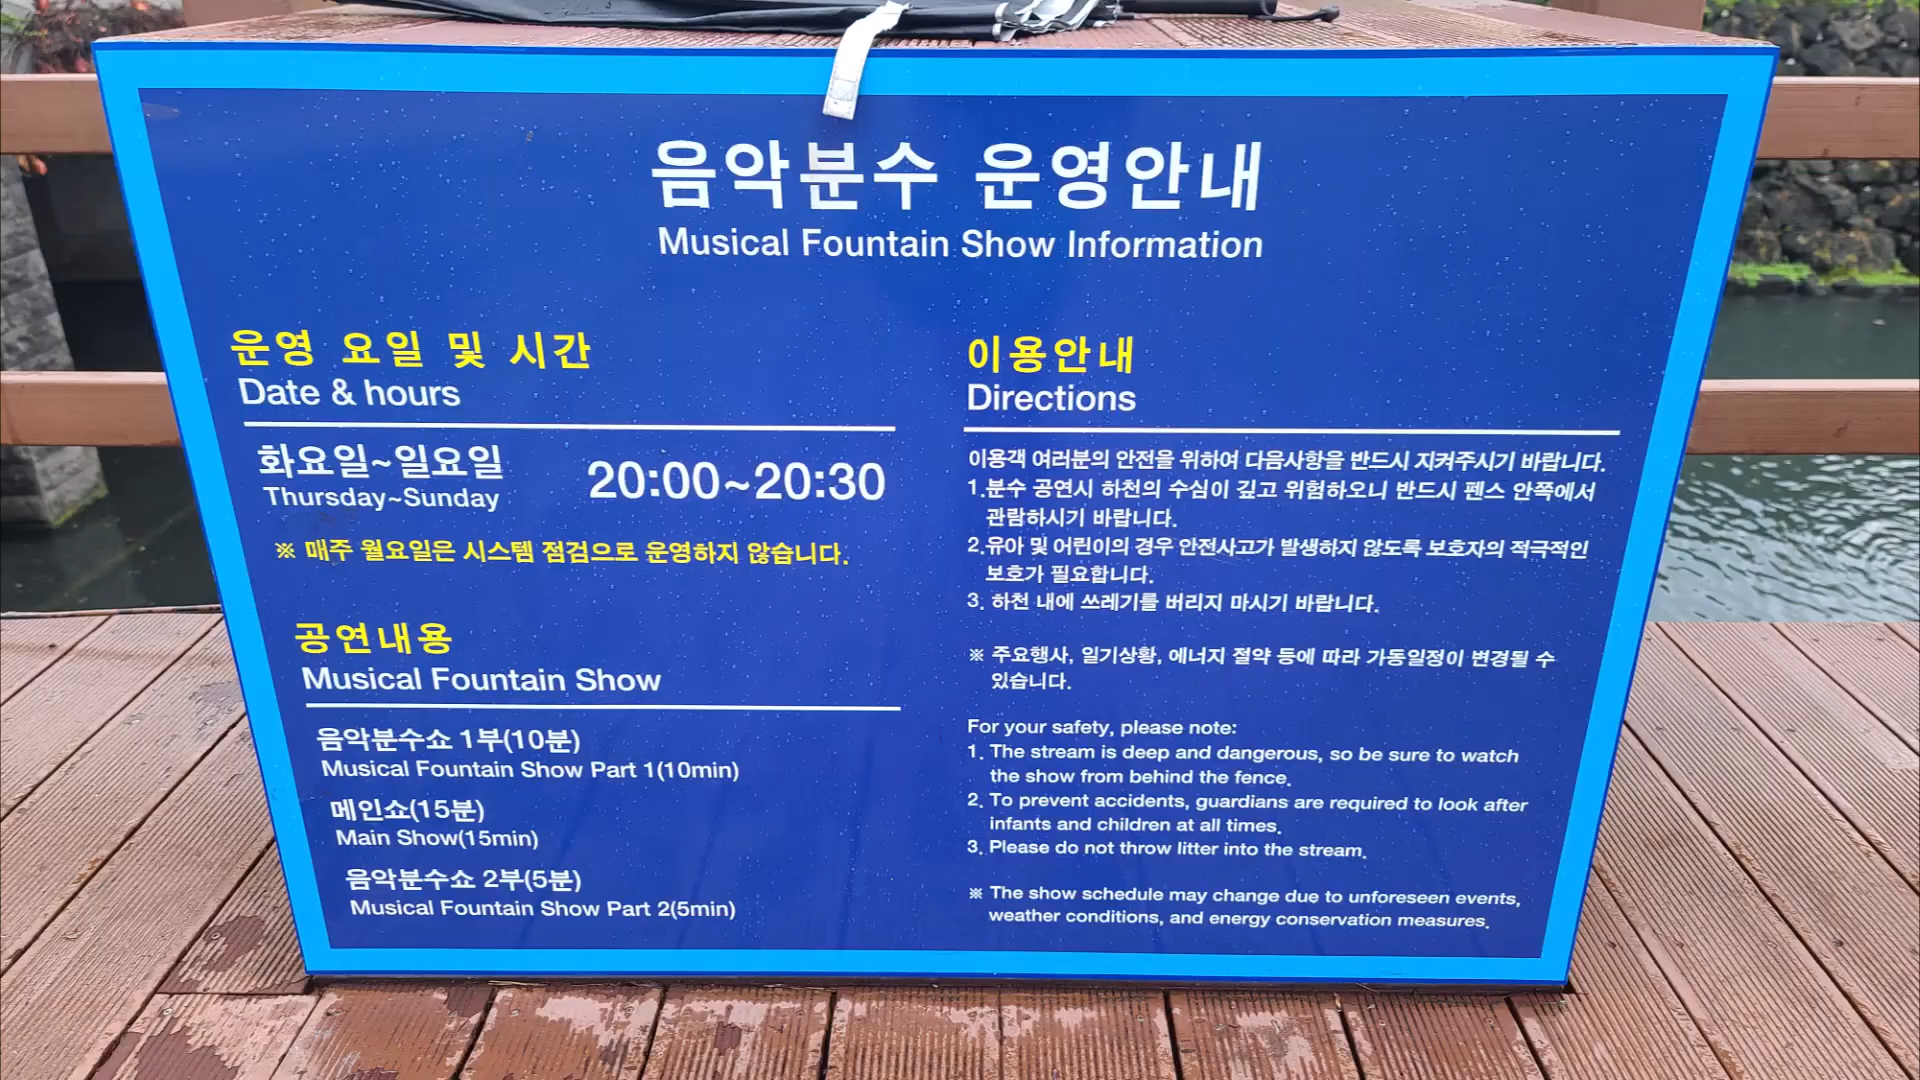 음악분수 운영안내
Musical Fountain Show Information
운영 요일 및 시간
Date & hours
화요일~일요일
Thursday~Sunday
20:00~20:30
※ 매주 월요일은 시스템 점검으로 운영하지 않습니다.
공연내용
Musical Fountain Show
음악분수쇼 1부(10분)
Musical Fountain Show Part 1(10min)
메인쇼(15분)
Main Show(15min)
음악분수쇼 2부(5분)
Musical Fountain Show Part 2(5min)
이용안내
Directions
이용객 여러분의 안전을 위하여 다음사항을 반드시 지켜주시기 바랍니다.
1.분수 공연시 하천의 수심이 깊고 위험하오니 반드시 펜스 안쪽에서
관람하시기 바랍니다.
2.유아 및 어린이의 경우 안전사고가 발생하지 않도록 보호자의 적극적인
보호가 필요합니다.
3. 하천 내에 쓰레기를 버리지 마시기 바랍니다.
※ 주요행사, 일기상황, 에너지 절약 등에 따라 가동일정이 변경될 수
있습니다.
For your safety, please note:
1. The stream is deep and dangerous, so be sure to watch
the show from behind the fence.
2. To prevent accidents, guardians are required to look after
infants and children at all times.
3. Please do not throw litter into the stream.
※ The show schedule may change due to unforeseen events,
weather conditions, and energy conservation measures.